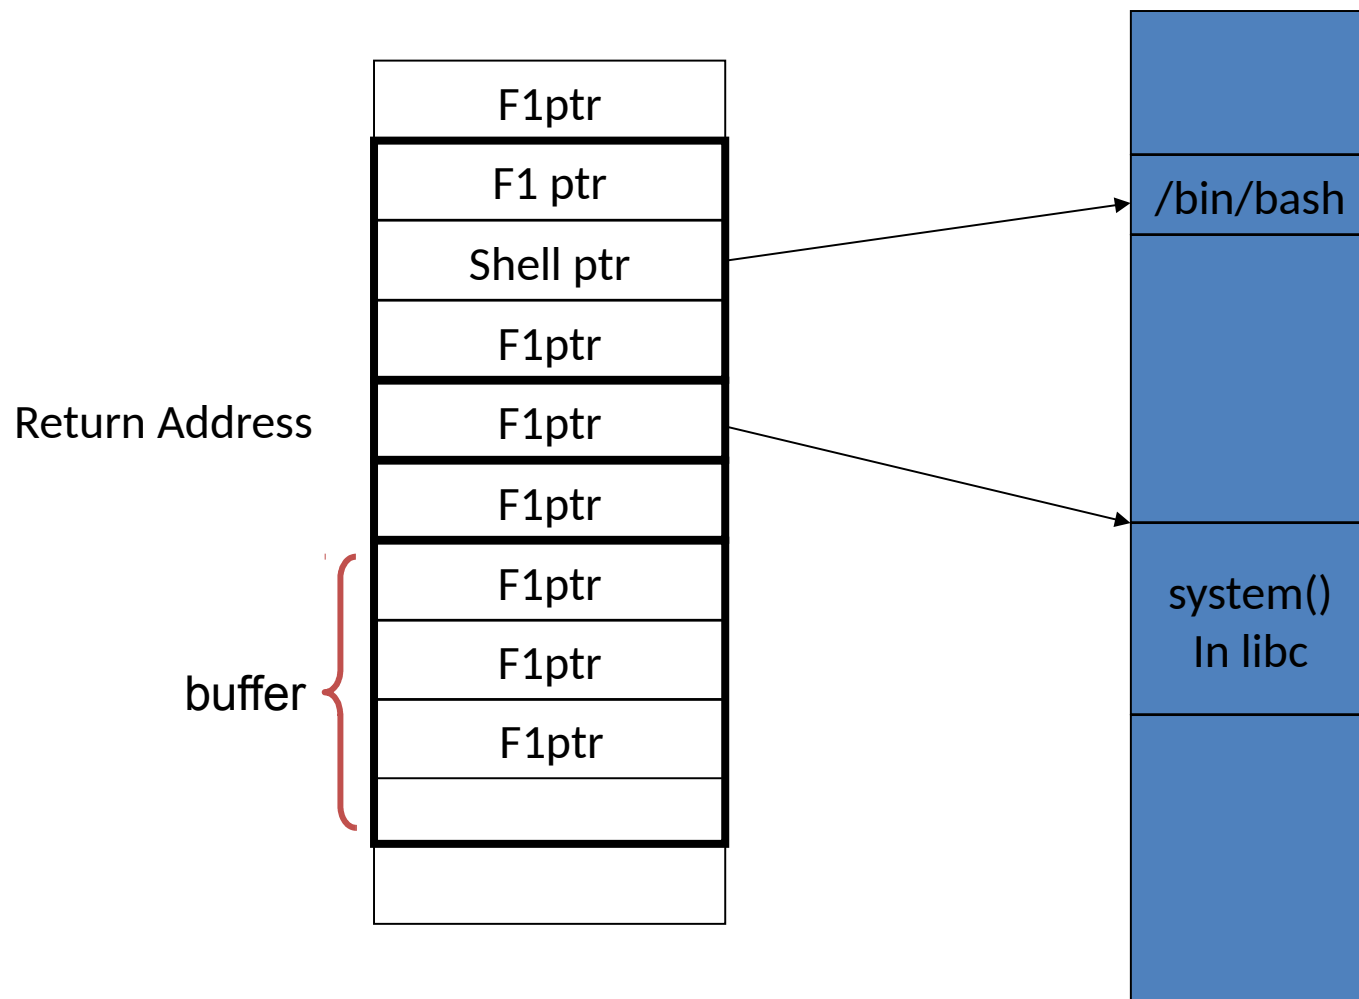 F1ptr
F1 ptr
Shell ptr
F1ptr
Return Address
F1ptr
F1ptr
F1ptr
F1ptr
buffer
F1ptr
/bin/bash
system()
In libc